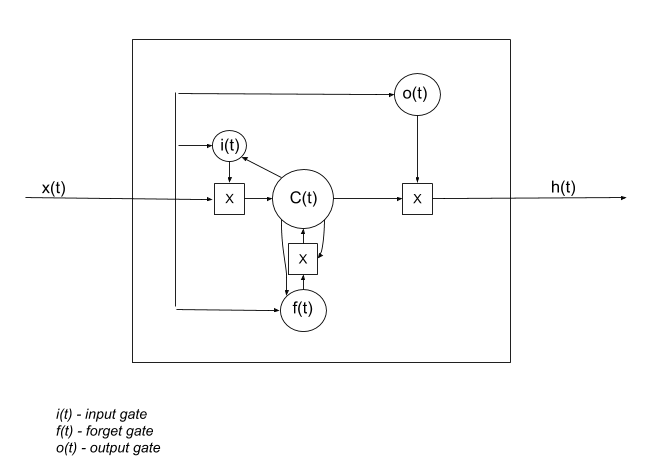 o(t)
i(t)
x(t)
X
C(t)
X
h(t)
X
f(t)
i(t) - input gate
f(t) - forget gate
o(t) - output gate